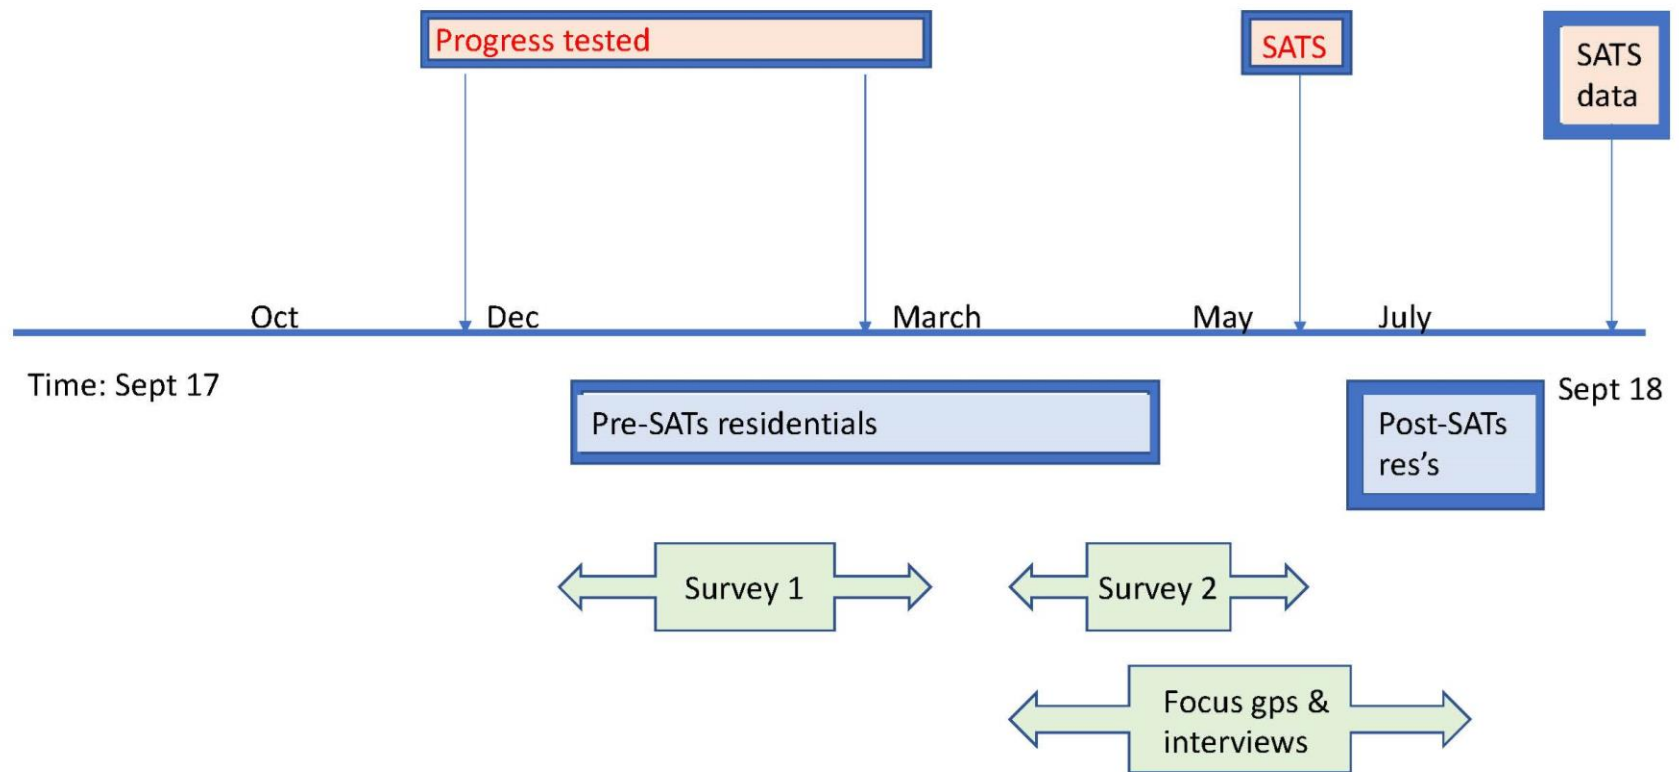 Progress tested
SATS
SATS
data
Oct
Dec
March
May
July
Time: Sept 17
Sept 18
Pre-SATs residentials
Post-SATs
res’s
Survey 1
Survey 2
Focus gps &
interviews